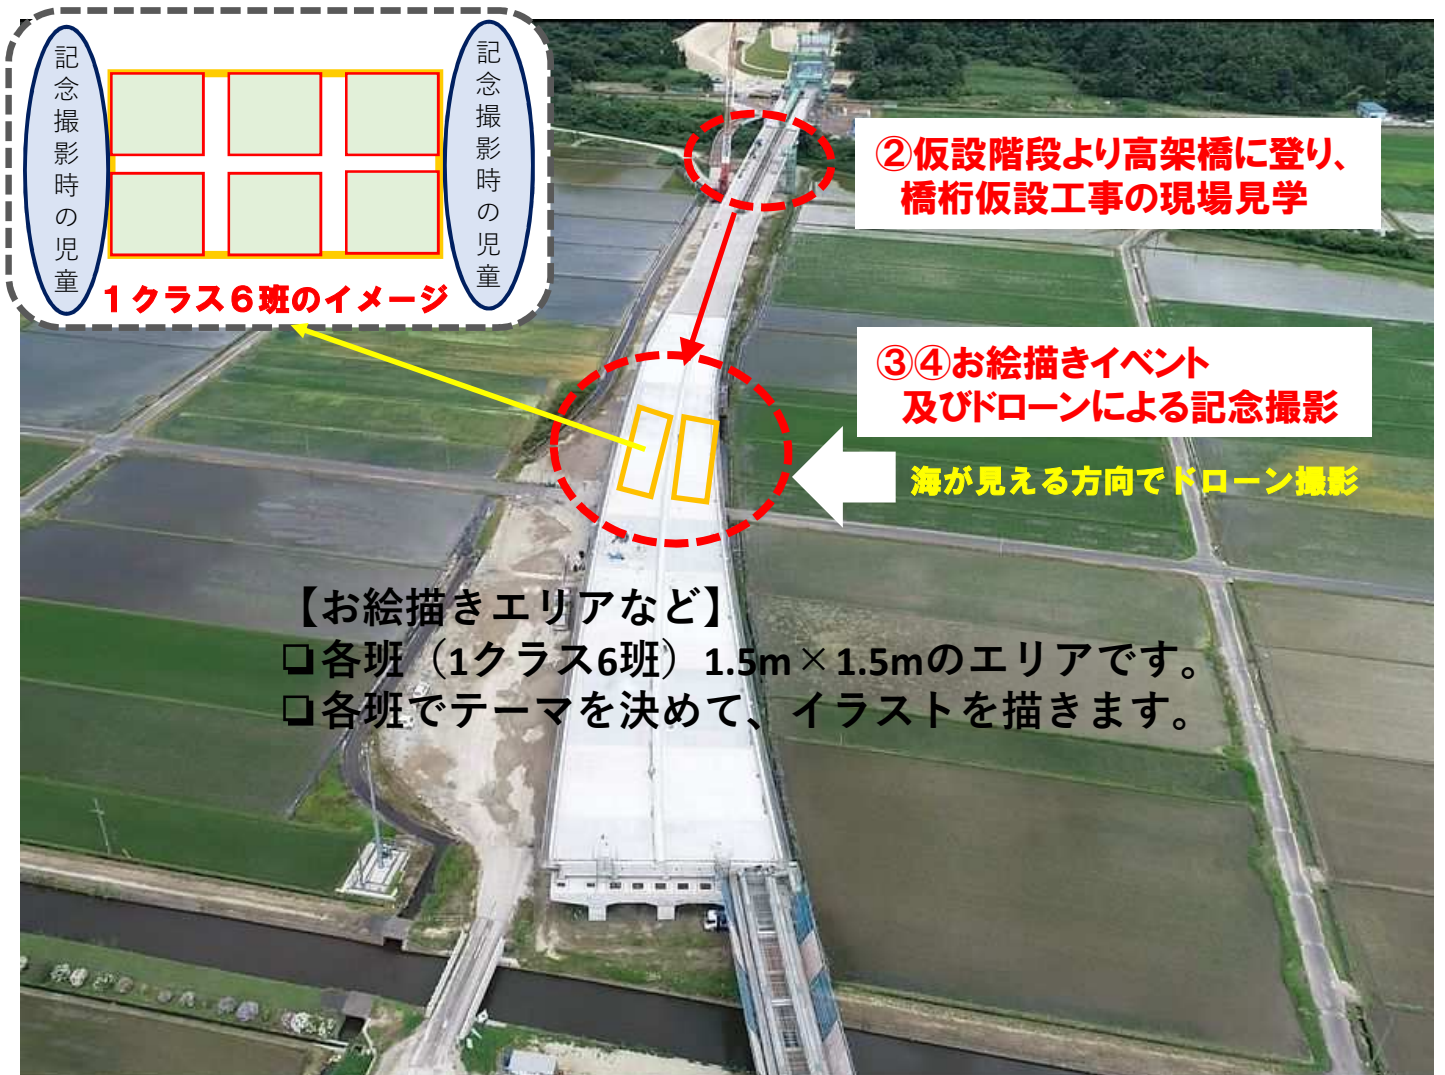 記念撮影時の児童
記念撮影時の児童
1クラス6班のイメージ
②仮設階段より高架橋に登り、
橋桁仮設工事の現場見学
③④お絵描きイベント
及びドローンによる記念撮影
海が見える方向でドローン撮影
【お絵描きエリアなど】
❑各班（1クラス6班）1.5m×1.5mのエリアです。
❑各班でテーマを決めて、イラストを描きます。